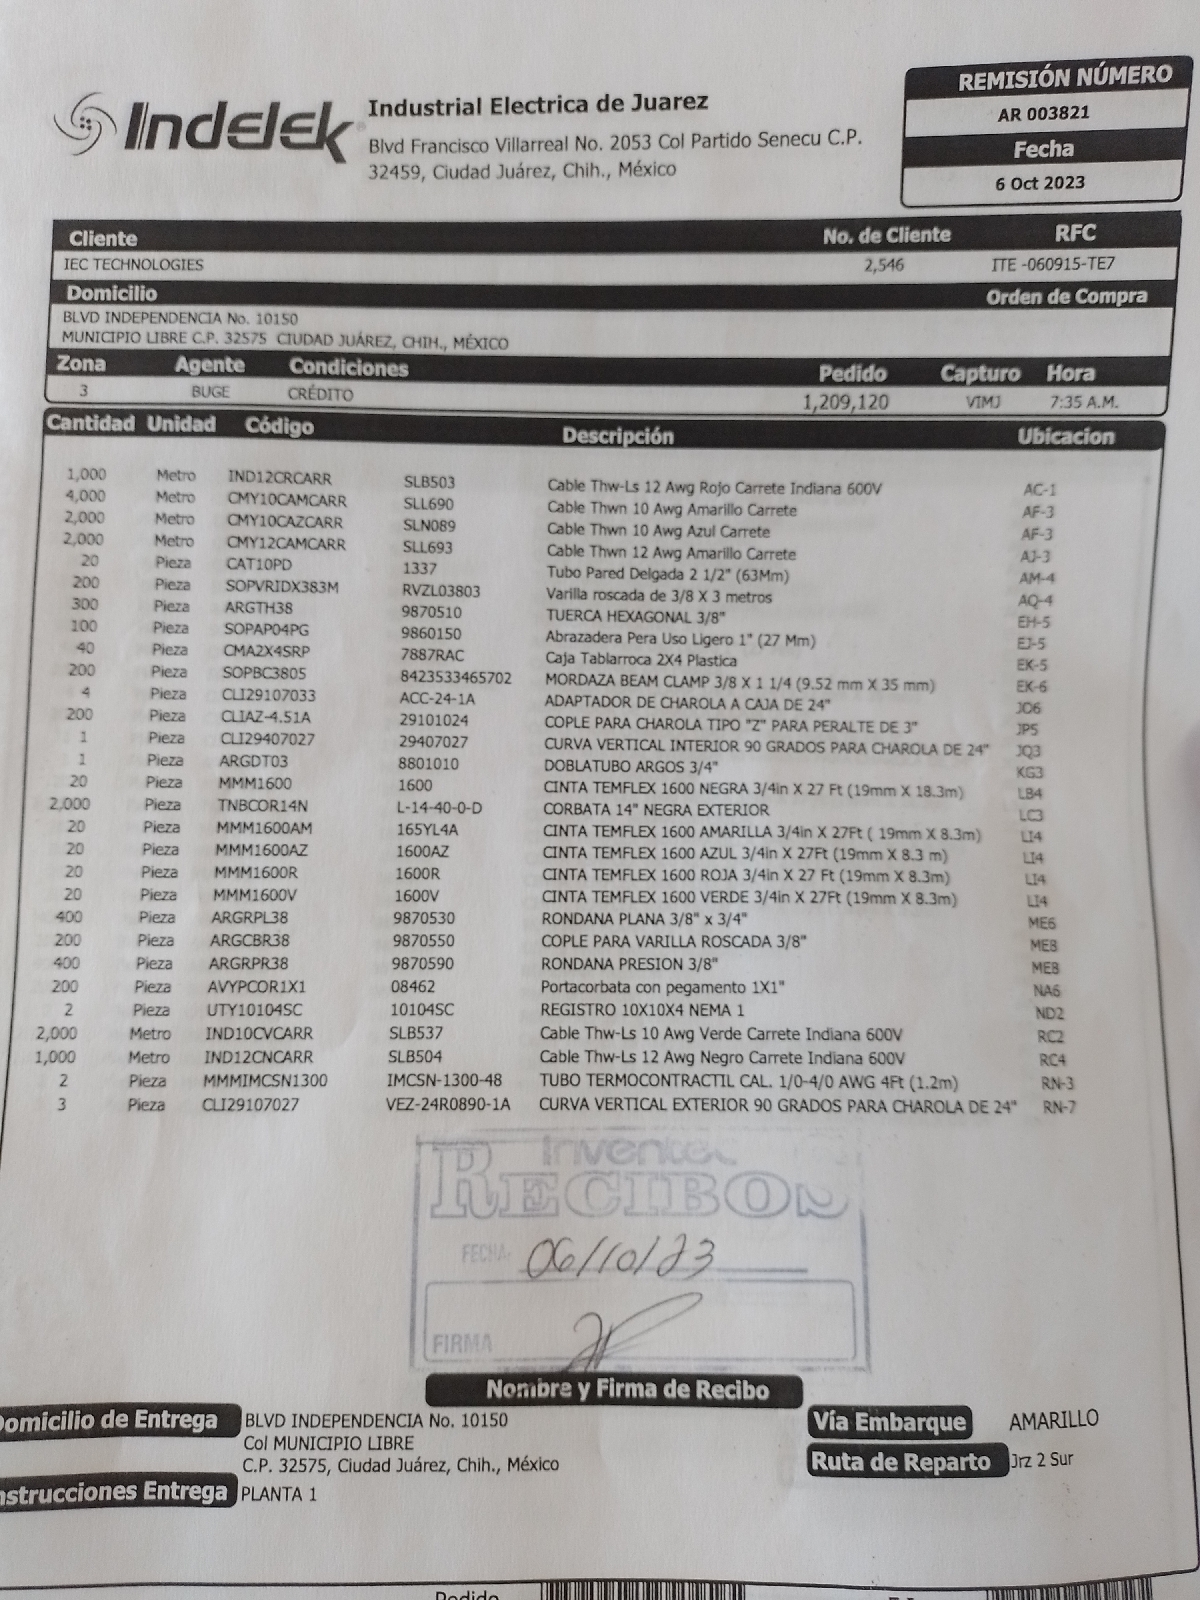 Indelek
Industrial Electrica de Juarez
Blvd Francisco Villarreal No. 2053 Col Partido Senecu C.P.
32459, Ciudad Juárez, Chih., México
REMISIÓN NÚMERO
AR 003821
Fecha
6 Oct 2023
Cliente No. de Cliente RFC
IEC TECHNOLOGIES 2,546 ITE -060915-TE7
Domicilio Orden de Compra
BLVD INDEPENDENCIA No. 10150
MUNICIPIO LIBRE C.P. 32575 CIUDAD JUÁREZ, CHIH., MÉXICO
Zona Agente Condiciones Pedido Capturo Hora
3 BUGE CRÉDITO 1,209,120 VIMJ 7:35 A.M.
Cantidad Unidad Código Descripción Ubicacion
1,000 Metro IND12CRCARR SLB503 Cable Thw-Ls 12 Awg Rojo Carrete Indiana 600V AC-1
4,000 Metro CMY10CAMCARR SLL690 Cable Thwn 10 Awg Amarillo Carrete AF-3
2,000 Metro CMY10CAZCARR SLN089 Cable Thwn 10 Awg Azul Carrete AF-3
2,000 Metro CMY12CAMCARR SLL693 Cable Thwn 12 Awg Amarillo Carrete AJ-3
20 Pieza CAT10PD 1337 Tubo Pared Delgada 2 1/2" (63Mm) AM-4
200 Pieza SOPVRIDX383M RVZL03803 Varilla roscada de 3/8 X 3 metros AQ-4
300 Pieza ARGTH38 9870510 TUERCA HEXAGONAL 3/8" EH-5
100 Pieza SOPAP04PG 9860150 Abrazadera Pera Uso Ligero 1" (27 Mm) EJ-5
40 Pieza CMA2X4SRP 7887RAC Caja Tablarroca 2X4 Plastica EK-5
200 Pieza SOPBC3805 8423533465702 MORDAZA BEAM CLAMP 3/8 X 1 1/4 (9.52 mm X 35 mm) EK-6
4 Pieza CLI29107033 ACC-24-1A ADAPTADOR DE CHAROLA A CAJA DE 24" JO6
200 Pieza CLIAZ-4.51A 29101024 COPLE PARA CHAROLA TIPO "Z" PARA PERALTE DE 3" JP5
1 Pieza CLI29407027 29407027 CURVA VERTICAL INTERIOR 90 GRADOS PARA CHAROLA DE 24" JQ3
1 Pieza ARGDT03 8801010 DOBLATUBO ARGOS 3/4" KG3
20 Pieza MMM1600 1600 CINTA TEMFLEX 1600 NEGRA 3/4in X 27 Ft (19mm X 18.3m) LB4
2,000 Pieza TNBCOR14N L-14-40-0-D CORBATA 14" NEGRA EXTERIOR LC3
20 Pieza MMM1600AM 165YL4A CINTA TEMFLEX 1600 AMARILLA 3/4in X 27Ft ( 19mm X 8.3m) LI4
20 Pieza MMM1600AZ 1600AZ CINTA TEMFLEX 1600 AZUL 3/4in X 27Ft (19mm X 8.3 m) LI4
20 Pieza MMM1600R 1600R CINTA TEMFLEX 1600 ROJA 3/4in X 27 Ft (19mm X 8.3m) LI4
20 Pieza MMM1600V 1600V CINTA TEMFLEX 1600 VERDE 3/4in X 27Ft (19mm X 8.3m) LI4
400 Pieza ARGRPL38 9870530 RONDANA PLANA 3/8" x 3/4" ME6
200 Pieza ARGCBR38 9870550 COPLE PARA VARILLA ROSCADA 3/8" ME8
400 Pieza ARGRPR38 9870590 RONDANA PRESION 3/8" ME8
200 Pieza AVYPCOR1X1 08462 Portacorbata con pegamento 1X1" NA6
2 Pieza UTY10104SC 10104SC REGISTRO 10X10X4 NEMA 1 ND2
2,000 Metro IND10CVCARR SLB537 Cable Thw-Ls 10 Awg Verde Carrete Indiana 600V RC2
1,000 Metro IND12CNCARR SLB504 Cable Thw-Ls 12 Awg Negro Carrete Indiana 600V RC4
2 Pieza MMMIMCSN1300 IMCSN-1300-48 TUBO TERMOCONTRACTIL CAL. 1/0-4/0 AWG 4Ft (1.2m) RN-3
3 Pieza CLI29107027 VEZ-24R0890-1A CURVA VERTICAL EXTERIOR 90 GRADOS PARA CHAROLA DE 24" RN-7
Inventec
RECIBOS
FECHA: 06/10/23
FIRMA
Nombre y Firma de Recibo
Domicilio de Entrega BLVD INDEPENDENCIA No. 10150
Col MUNICIPIO LIBRE
C.P. 32575, Ciudad Juárez, Chih., México
Vía Embarque AMARILLO
Ruta de Reparto Jrz 2 Sur
nstrucciones Entrega PLANTA 1
Pedido